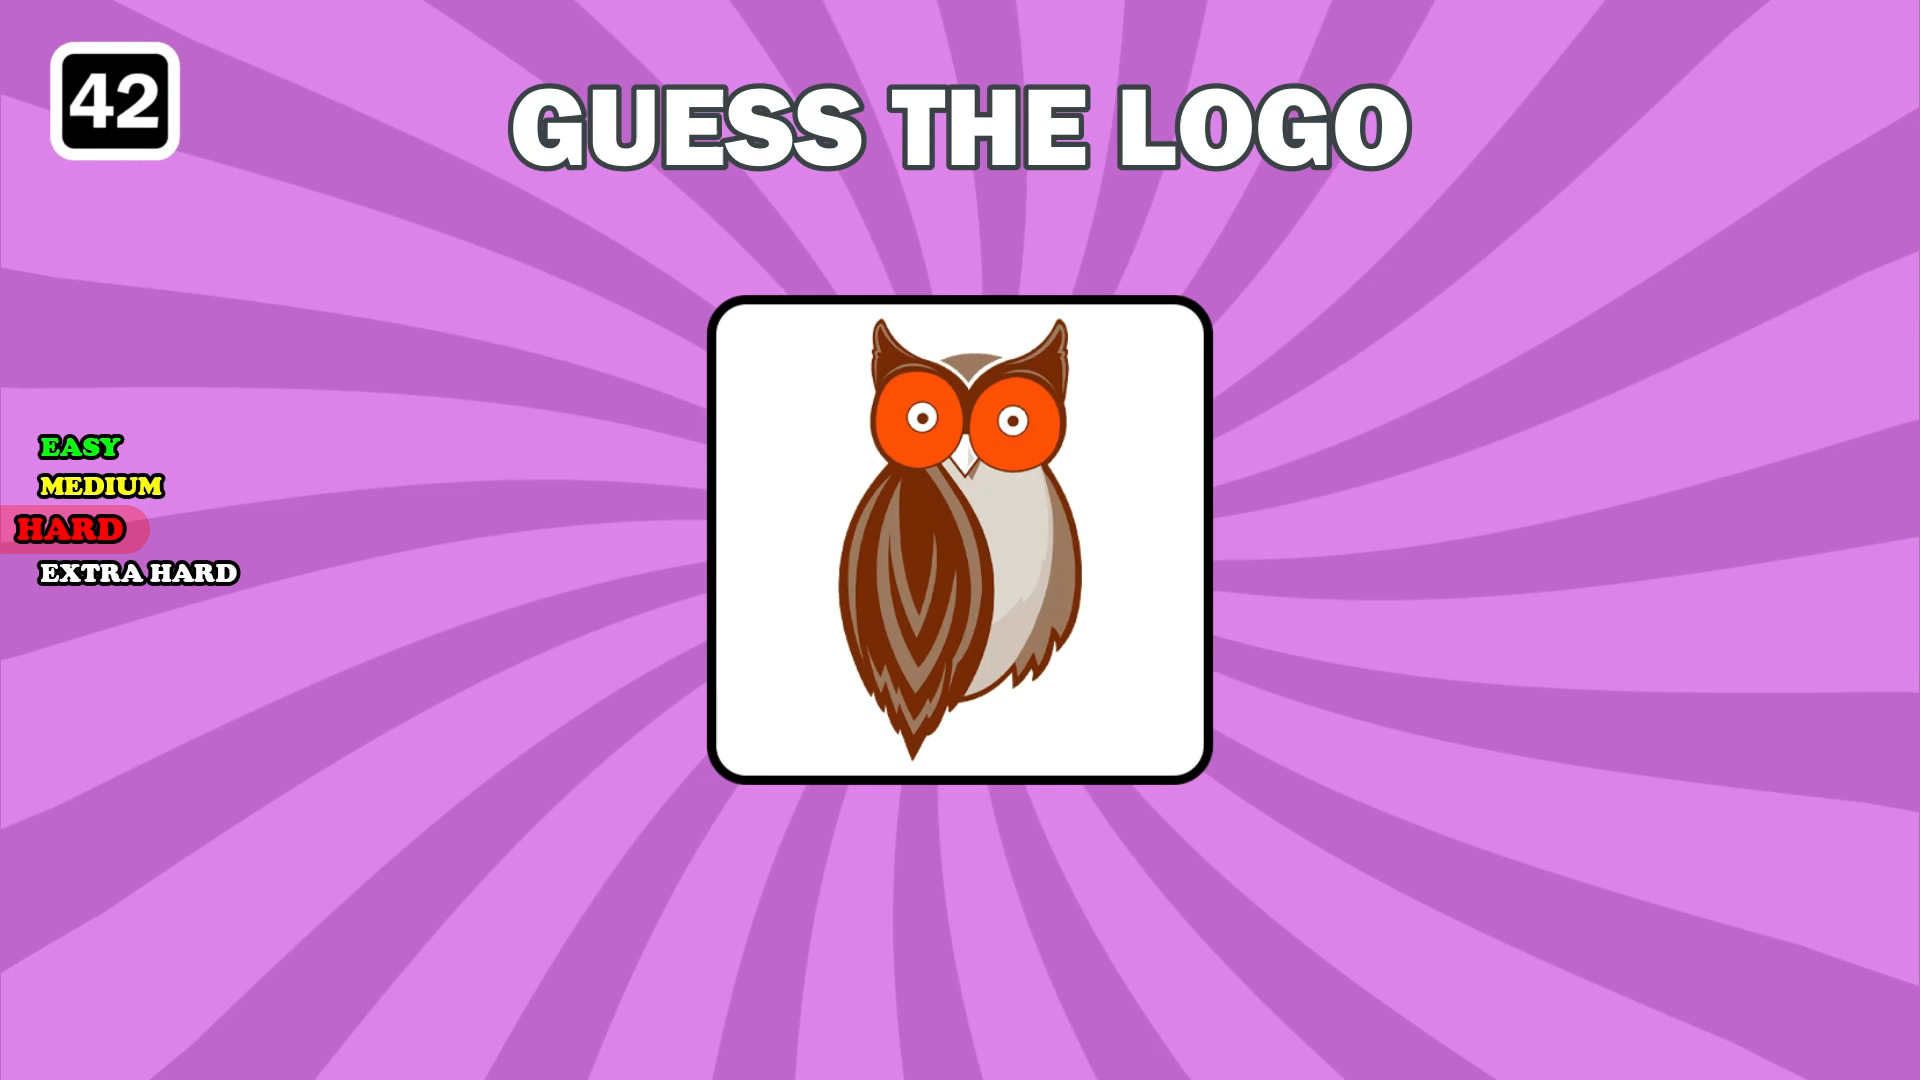 42
GUESS THE LOGO
EASY
MEDIUM
HARD
EXTRA HARD